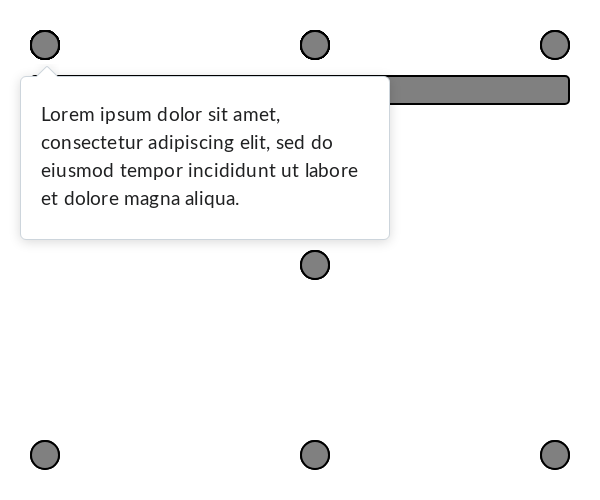 Lorem ipsum dolor sit amet,
consectetur adipiscing elit, sed do
eiusmod tempor incididunt ut labore
et dolore magna aliqua.